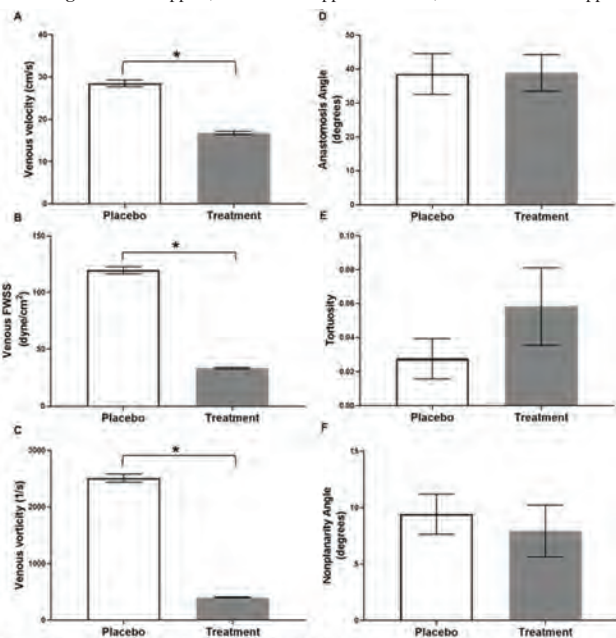 A
Venous velocity (cm/s)
40
30
20
10
0
*
Placebo Treatment
B
Venous FWSS
(dyne/cm²)
150
100
50
0
*
Placebo Treatment
C
Venous vorticity (1/s)
3000
2000
1000
0
*
Placebo Treatment
D
Anastomosis Angle
(degrees)
50
40
30
20
10
0
Placebo Treatment
E
Tortuosity
0.10
0.08
0.06
0.04
0.02
0.00
Placebo Treatment
F
Nonplanarity Angle
(degrees)
15
10
5
0
Placebo Treatment